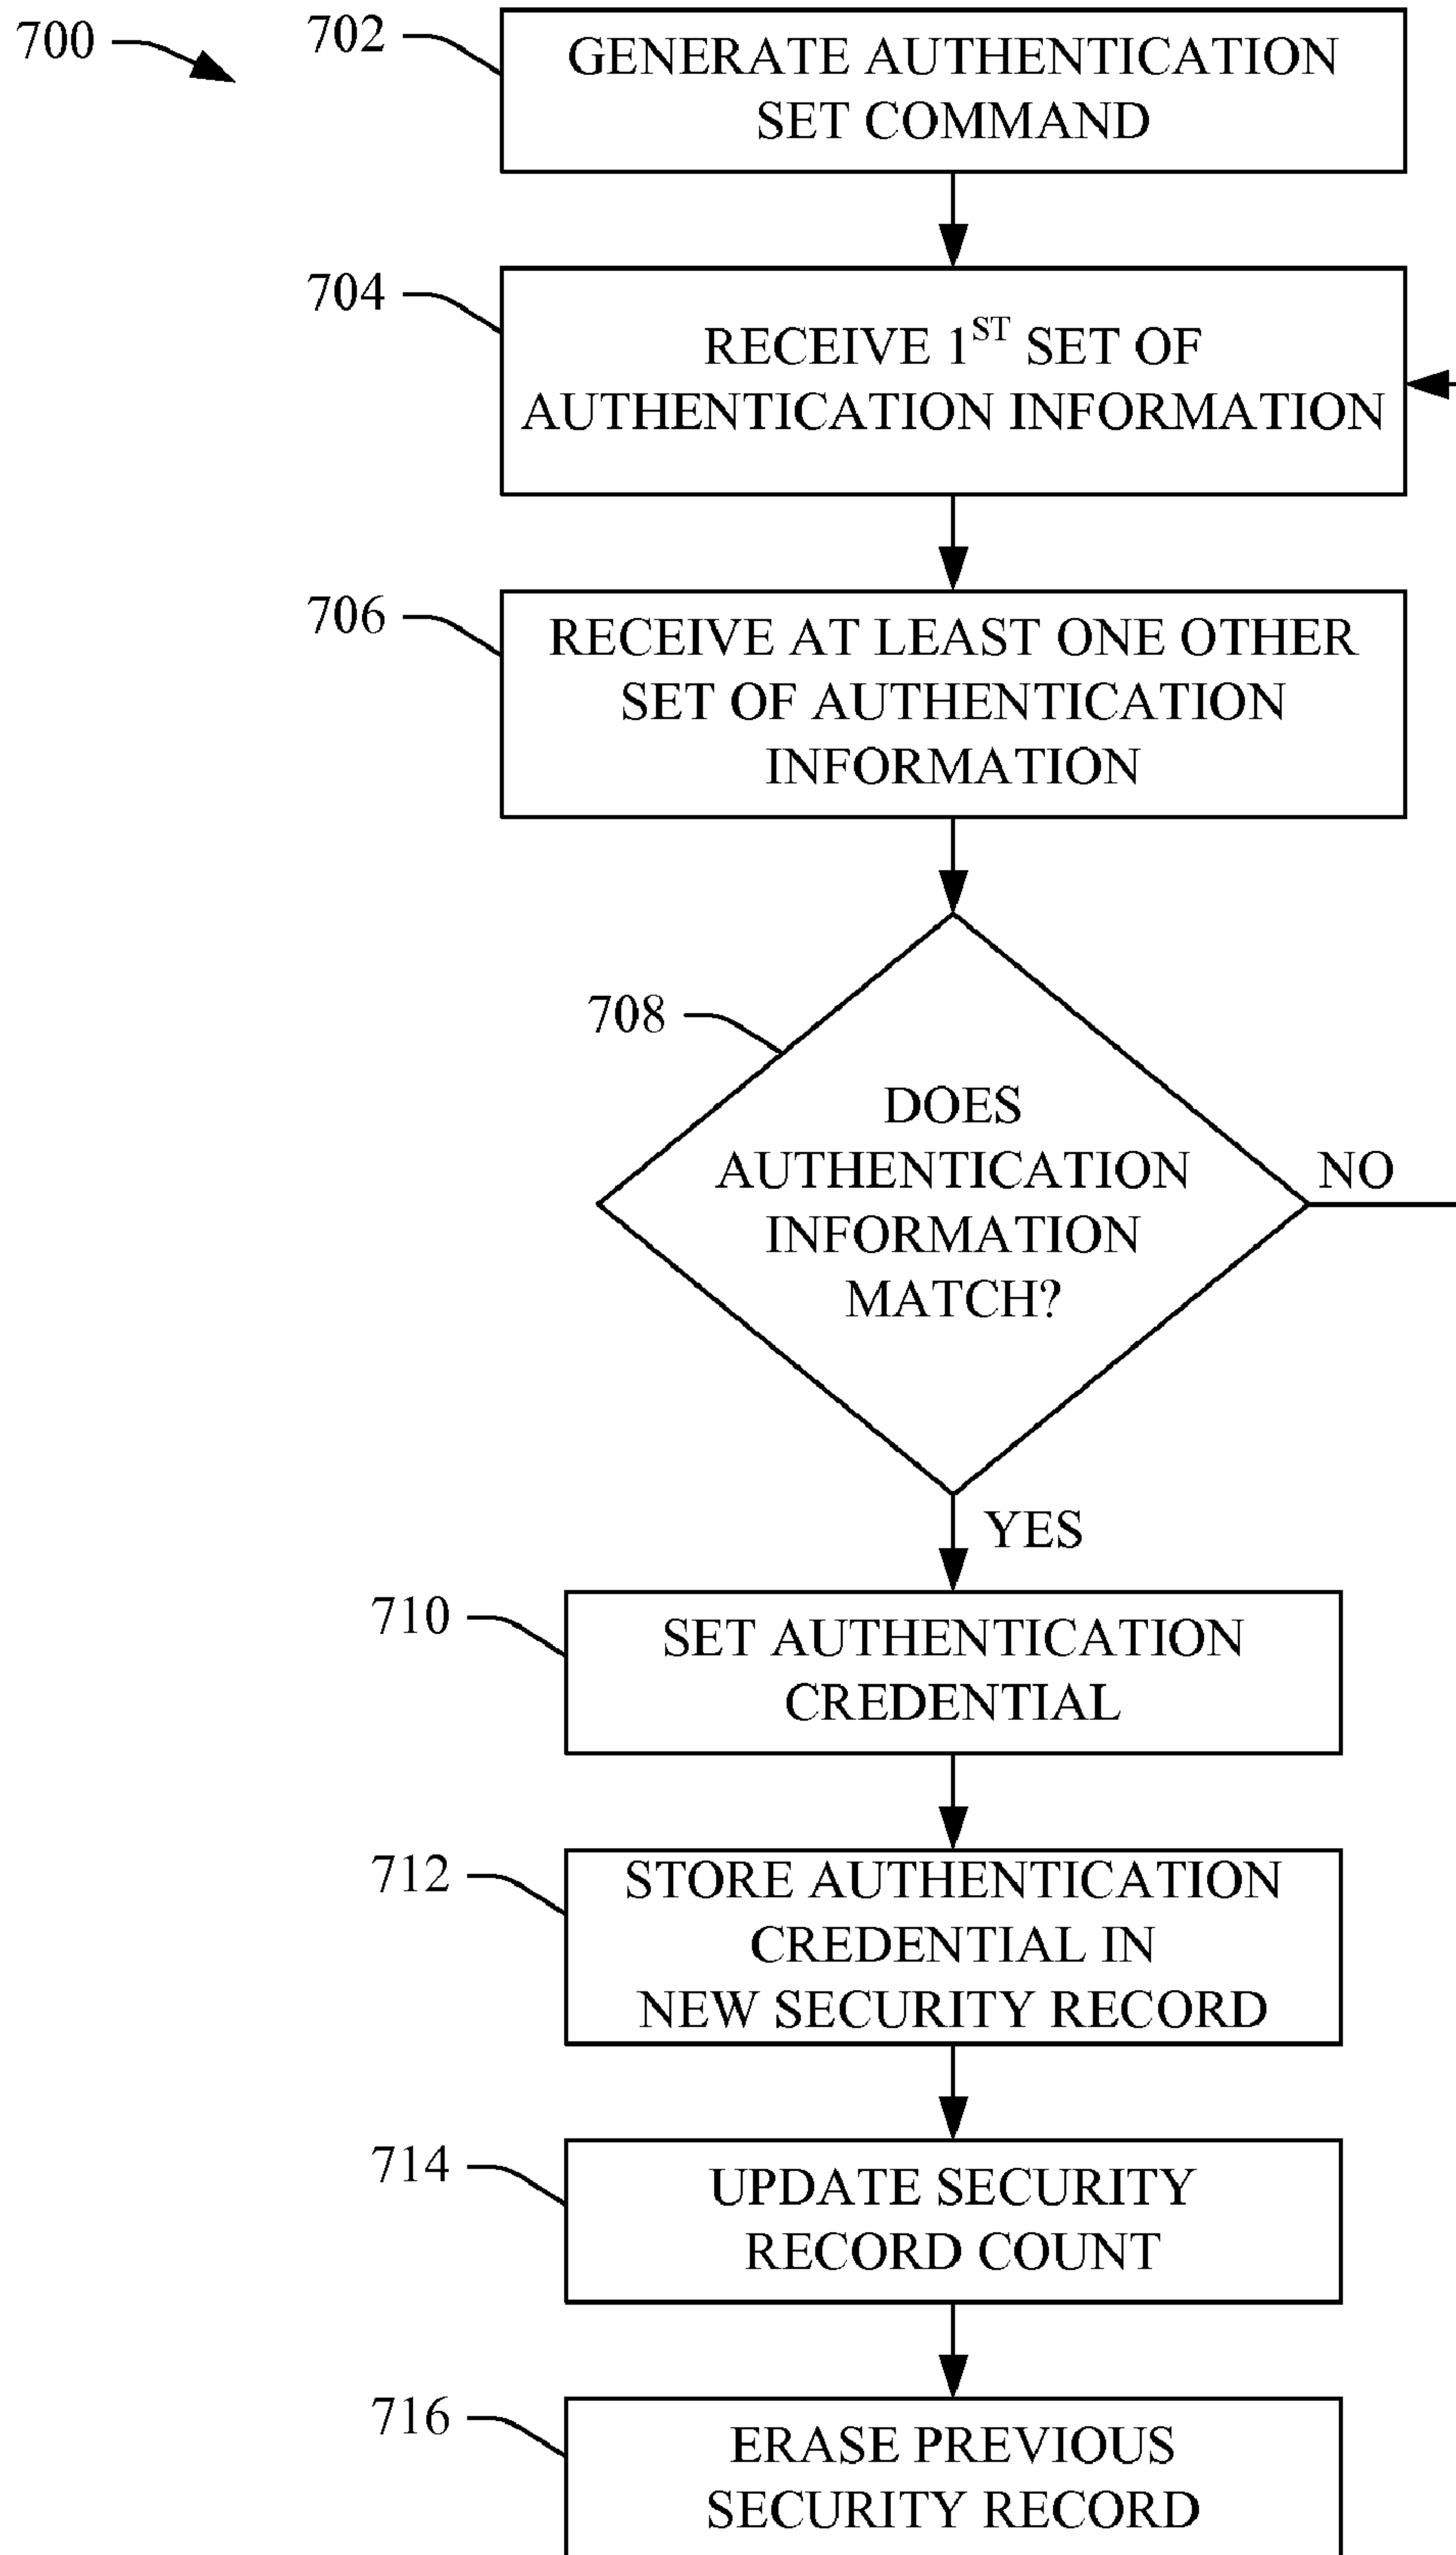 700
702
GENERATE AUTHENTICATION
SET COMMAND
704
RECEIVE 1ST SET OF
AUTHENTICATION INFORMATION
706
RECEIVE AT LEAST ONE OTHER
SET OF AUTHENTICATION
INFORMATION
708
DOES
AUTHENTICATION
INFORMATION
MATCH?
NO
YES
710
SET AUTHENTICATION
CREDENTIAL
712
STORE AUTHENTICATION
CREDENTIAL IN
NEW SECURITY RECORD
714
UPDATE SECURITY
RECORD COUNT
716
ERASE PREVIOUS
SECURITY RECORD